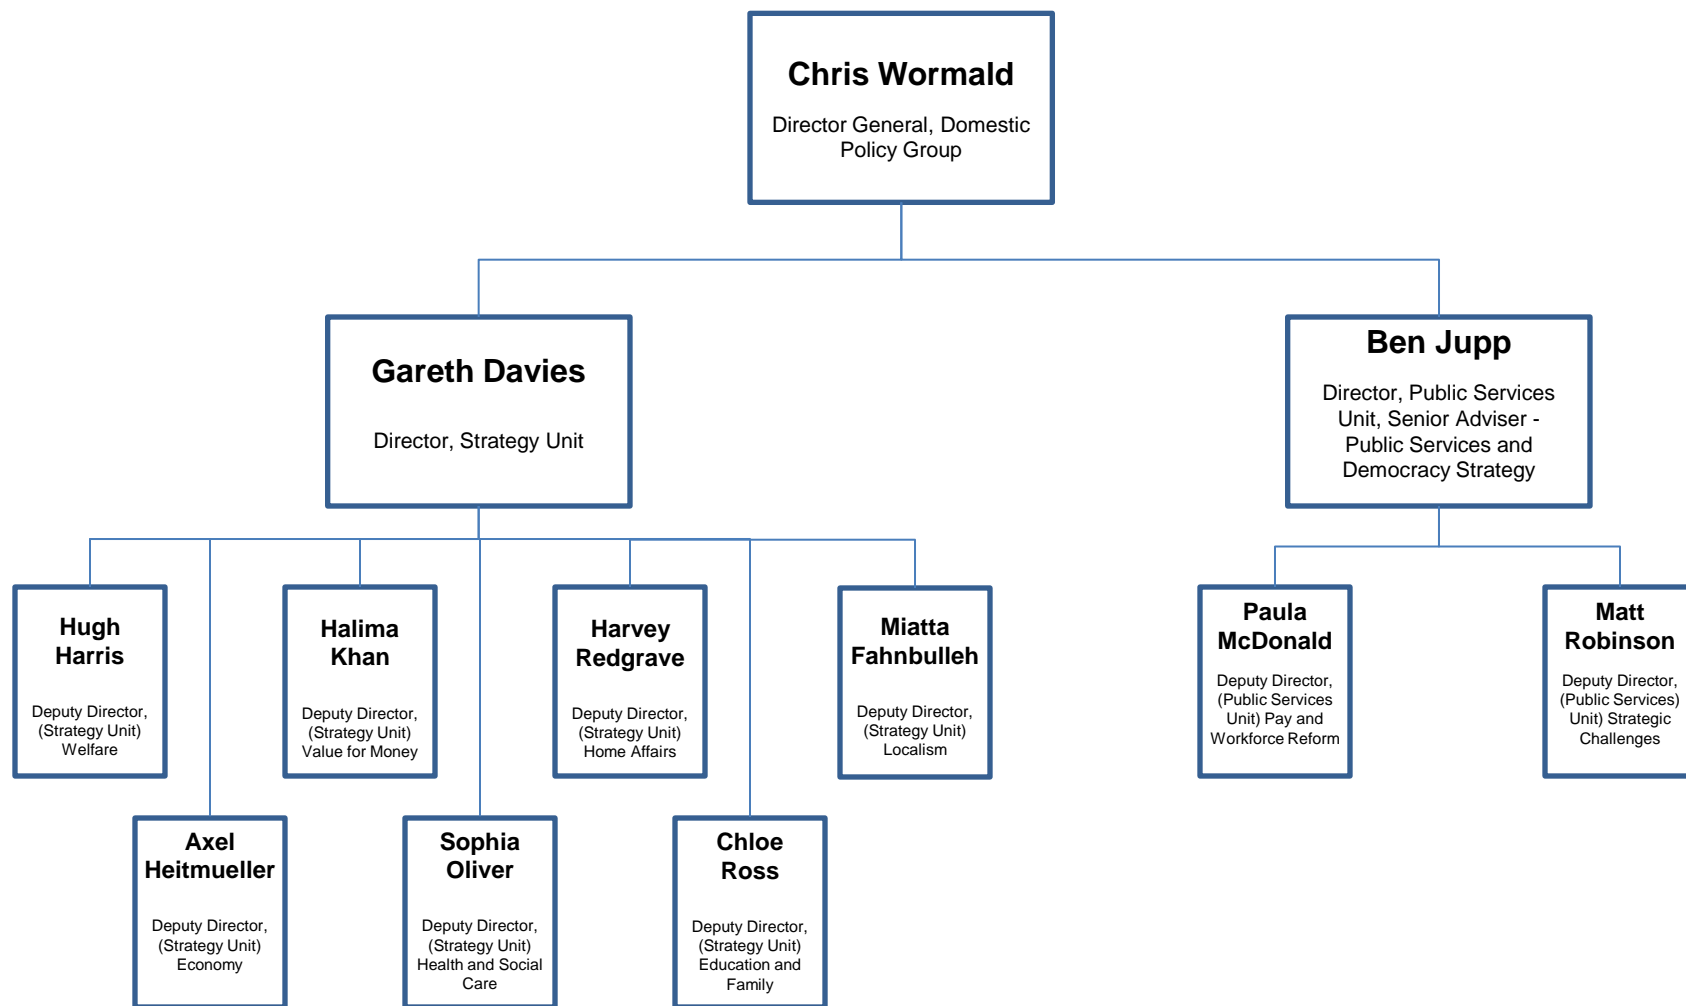 Chris Wormald
Director General, Domestic
Policy Group
Gareth Davies
Director, Strategy Unit
Ben Jupp
Director, Public Services
Unit, Senior Adviser -
Public Services and
Democracy Strategy
Hugh
Harris
Deputy Director,
(Strategy Unit)
Welfare
Halima
Khan
Deputy Director,
(Strategy Unit)
Value for Money
Harvey
Redgrave
Deputy Director,
(Strategy Unit)
Home Affairs
Miatta
Fahnbulleh
Deputy Director,
(Strategy Unit)
Localism
Paula
McDonald
Deputy Director,
(Public Services
Unit) Pay and
Workforce Reform
Matt
Robinson
Deputy Director,
(Public Services)
Unit) Strategic
Challenges
Axel
Heitmueller
Deputy Director,
(Strategy Unit)
Economy
Sophia
Oliver
Deputy Director,
(Strategy Unit)
Health and Social
Care
Chloe
Ross
Deputy Director,
(Strategy Unit)
Education and
Family